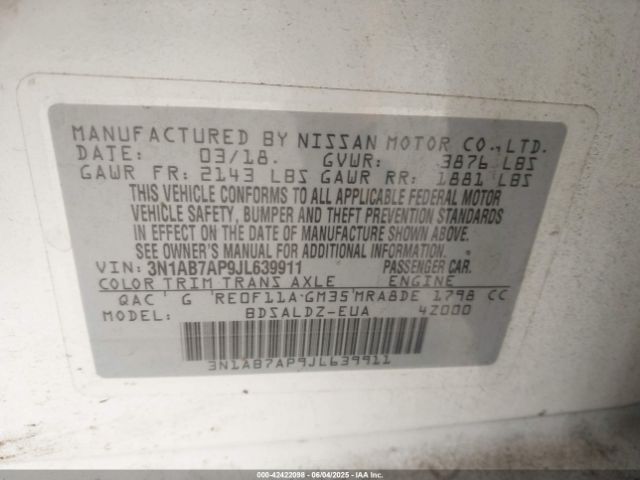 MANUFACTURED BY NISSAN MOTOR CO., LTD.
DATE: 03/18. GVWR: 3876 LBS
GAWR FR: 2143 LBS GAWR RR: 1881 LBS
THIS VEHICLE CONFORMS TO ALL APPLICABLE FEDERAL MOTOR
VEHICLE SAFETY, BUMPER AND THEFT PREVENTION STANDARDS
IN EFFECT ON THE DATE OF MANUFACTURE SHOWN ABOVE.
SEE OWNER'S MANUAL FOR ADDITIONAL INFORMATION.
VIN: 3N1AB7AP9JL639911 PASSENGER CAR.
COLOR TRIM TRANS AXLE ENGINE
QAC G RE0F11A-GM35 MRA8DE 1798 CC
MODEL: BDSALDZ-EUA 4Z000
3N1AB7AP9JL639911
000-42422098 | 06/04/2025 - IAA Inc.